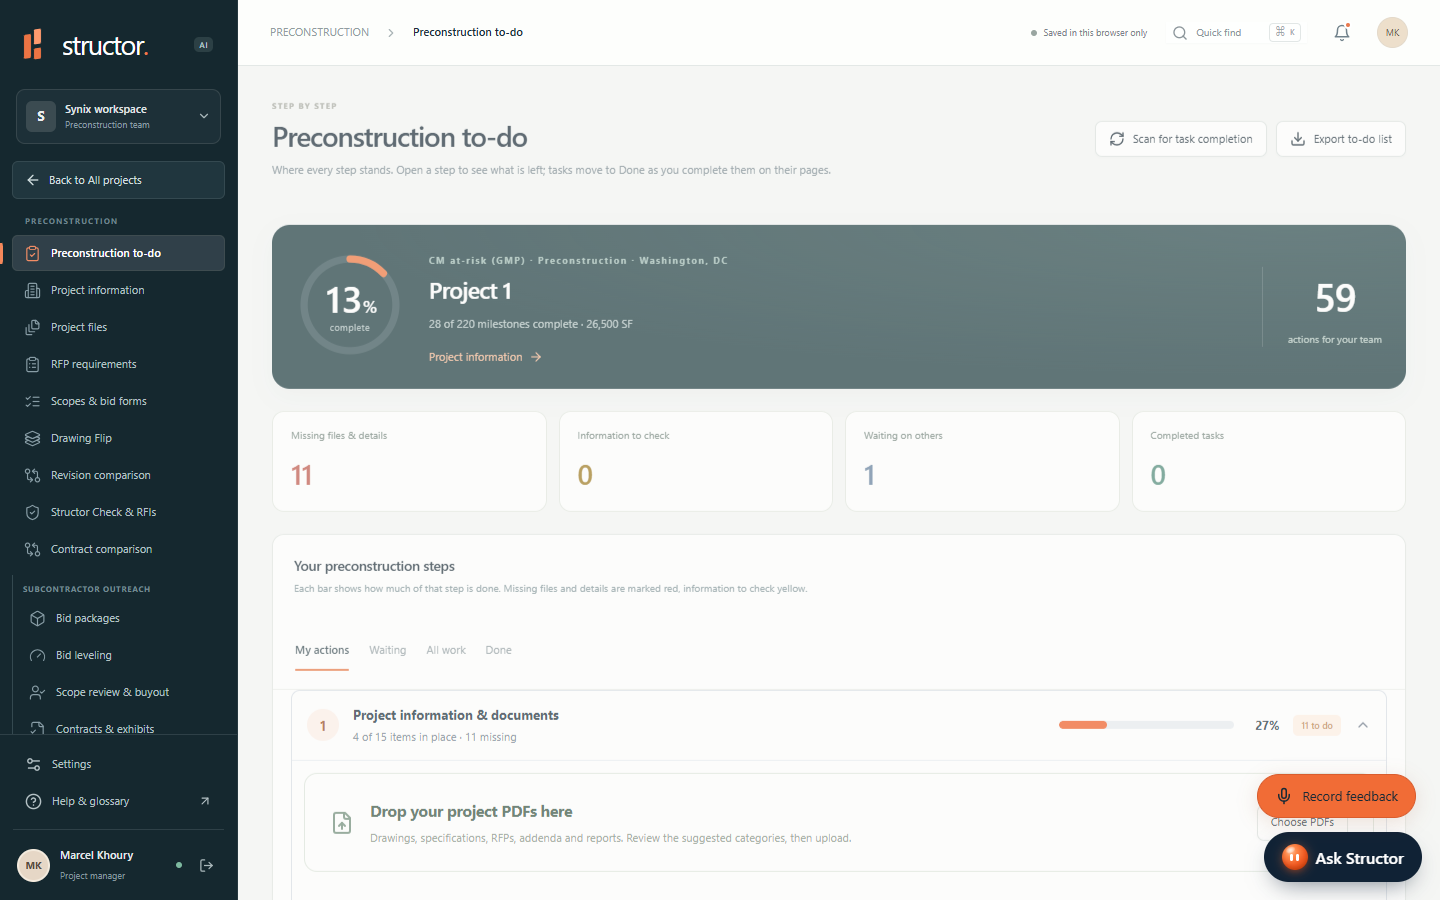 structor.
AI
S
Synix workspace
Preconstruction team
Back to All projects
PRECONSTRUCTION
Preconstruction to-do
Project information
Project files
RFP requirements
Scopes & bid forms
Drawing Flip
Revision comparison
Structor Check & RFIs
Contract comparison
SUBCONTRACTOR OUTREACH
Bid packages
Bid leveling
Scope review & buyout
Contracts & exhibits
Settings
Help & glossary
MK
Marcel Khoury
Project manager
PRECONSTRUCTION
Preconstruction to-do
Saved in this browser only
Quick find
⌘ K
MK
STEP BY STEP
Preconstruction to-do
Where every step stands. Open a step to see what is left; tasks move to Done as you complete them on their pages.
Scan for task completion
Export to-do list
13%
complete
CM at-risk (GMP) · Preconstruction · Washington, DC
Project 1
28 of 220 milestones complete · 26,500 SF
Project information
59
actions for your team
Missing files & details
11
Information to check
0
Waiting on others
1
Completed tasks
0
Your preconstruction steps
Each bar shows how much of that step is done. Missing files and details are marked red, information to check yellow.
My actions
Waiting
All work
Done
1
Project information & documents
4 of 15 items in place · 11 missing
27%
11 to do
Drop your project PDFs here
Drawings, specifications, RFPs, addenda and reports. Review the suggested categories, then upload.
Record feedback
Choose PDFs
Ask Structor